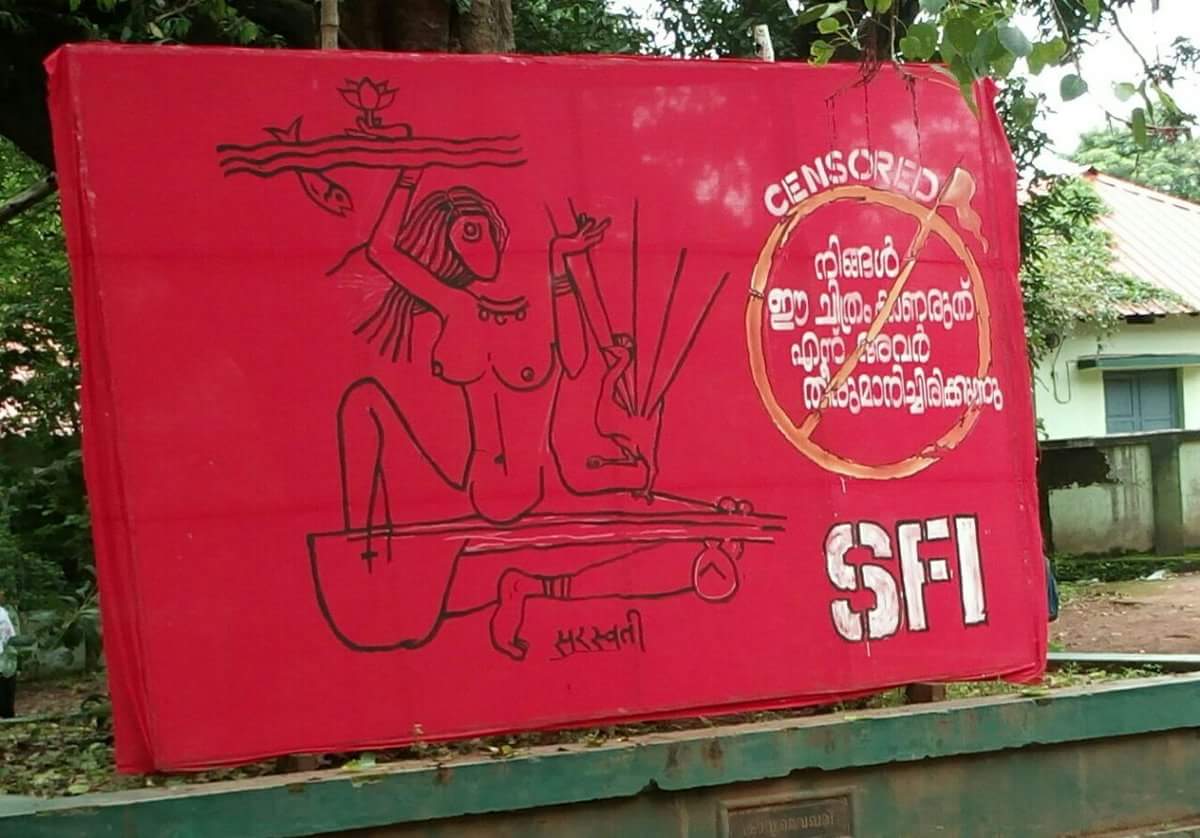 CENSORED
നിങ്ങൾ
ഈ ചിത്രം കാണരുത്
എന്ന് അവർ
തീരുമാനിച്ചിരിക്കുന്നു
SFI
सरस्वती